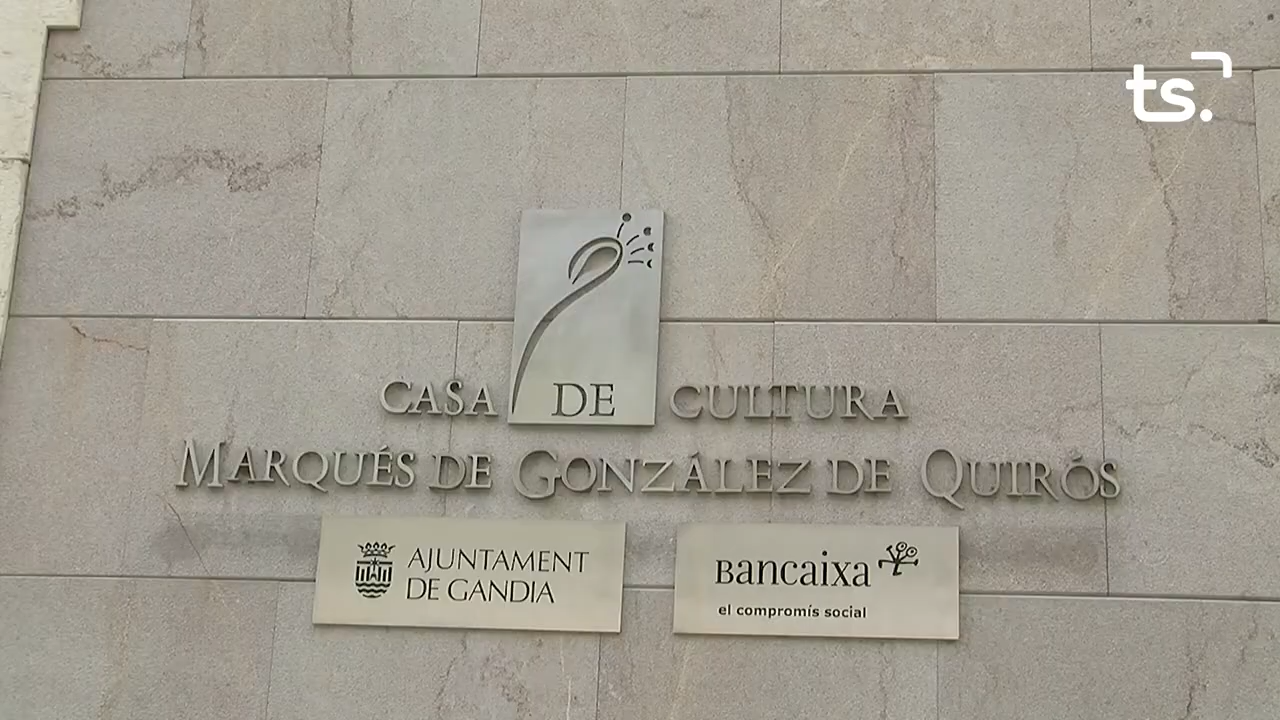 ts.
CASA DE CULTURA
MARQUÉS DE GONZÁLEZ DE QUIRÓS
AJUNTAMENT
DE GANDIA
Bancaixa
el compromís social